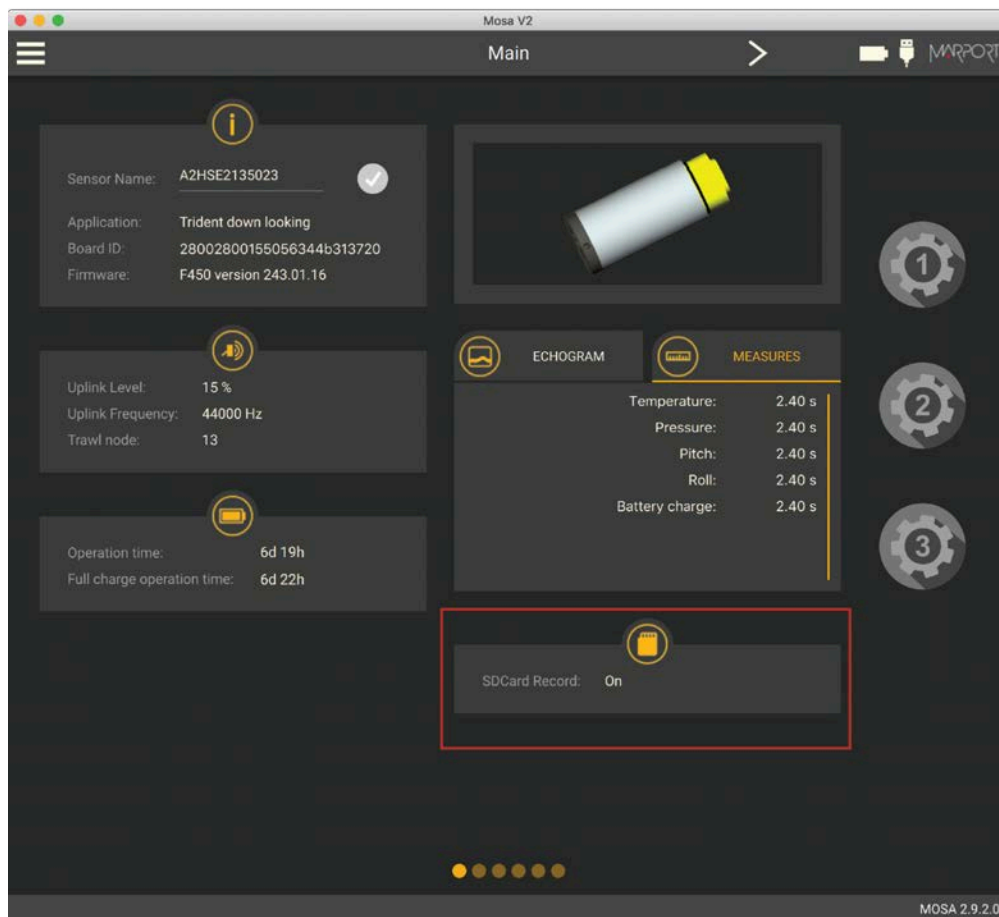 Mosa V2
Main
MARPORT
Sensor Name: A2HSE2135023
Application: Trident down looking
Board ID: 28002800155056344b313720
Firmware: F450 version 243.01.16
Uplink Level: 15 %
Uplink Frequency: 44000 Hz
Trawl node: 13
Operation time: 6d 19h
Full charge operation time: 6d 22h
ECHOGRAM MEASURES
Temperature: 2.40 s
Pressure: 2.40 s
Pitch: 2.40 s
Roll: 2.40 s
Battery charge: 2.40 s
SDCard Record: On
1
2
3
MOSA 2.9.2.0